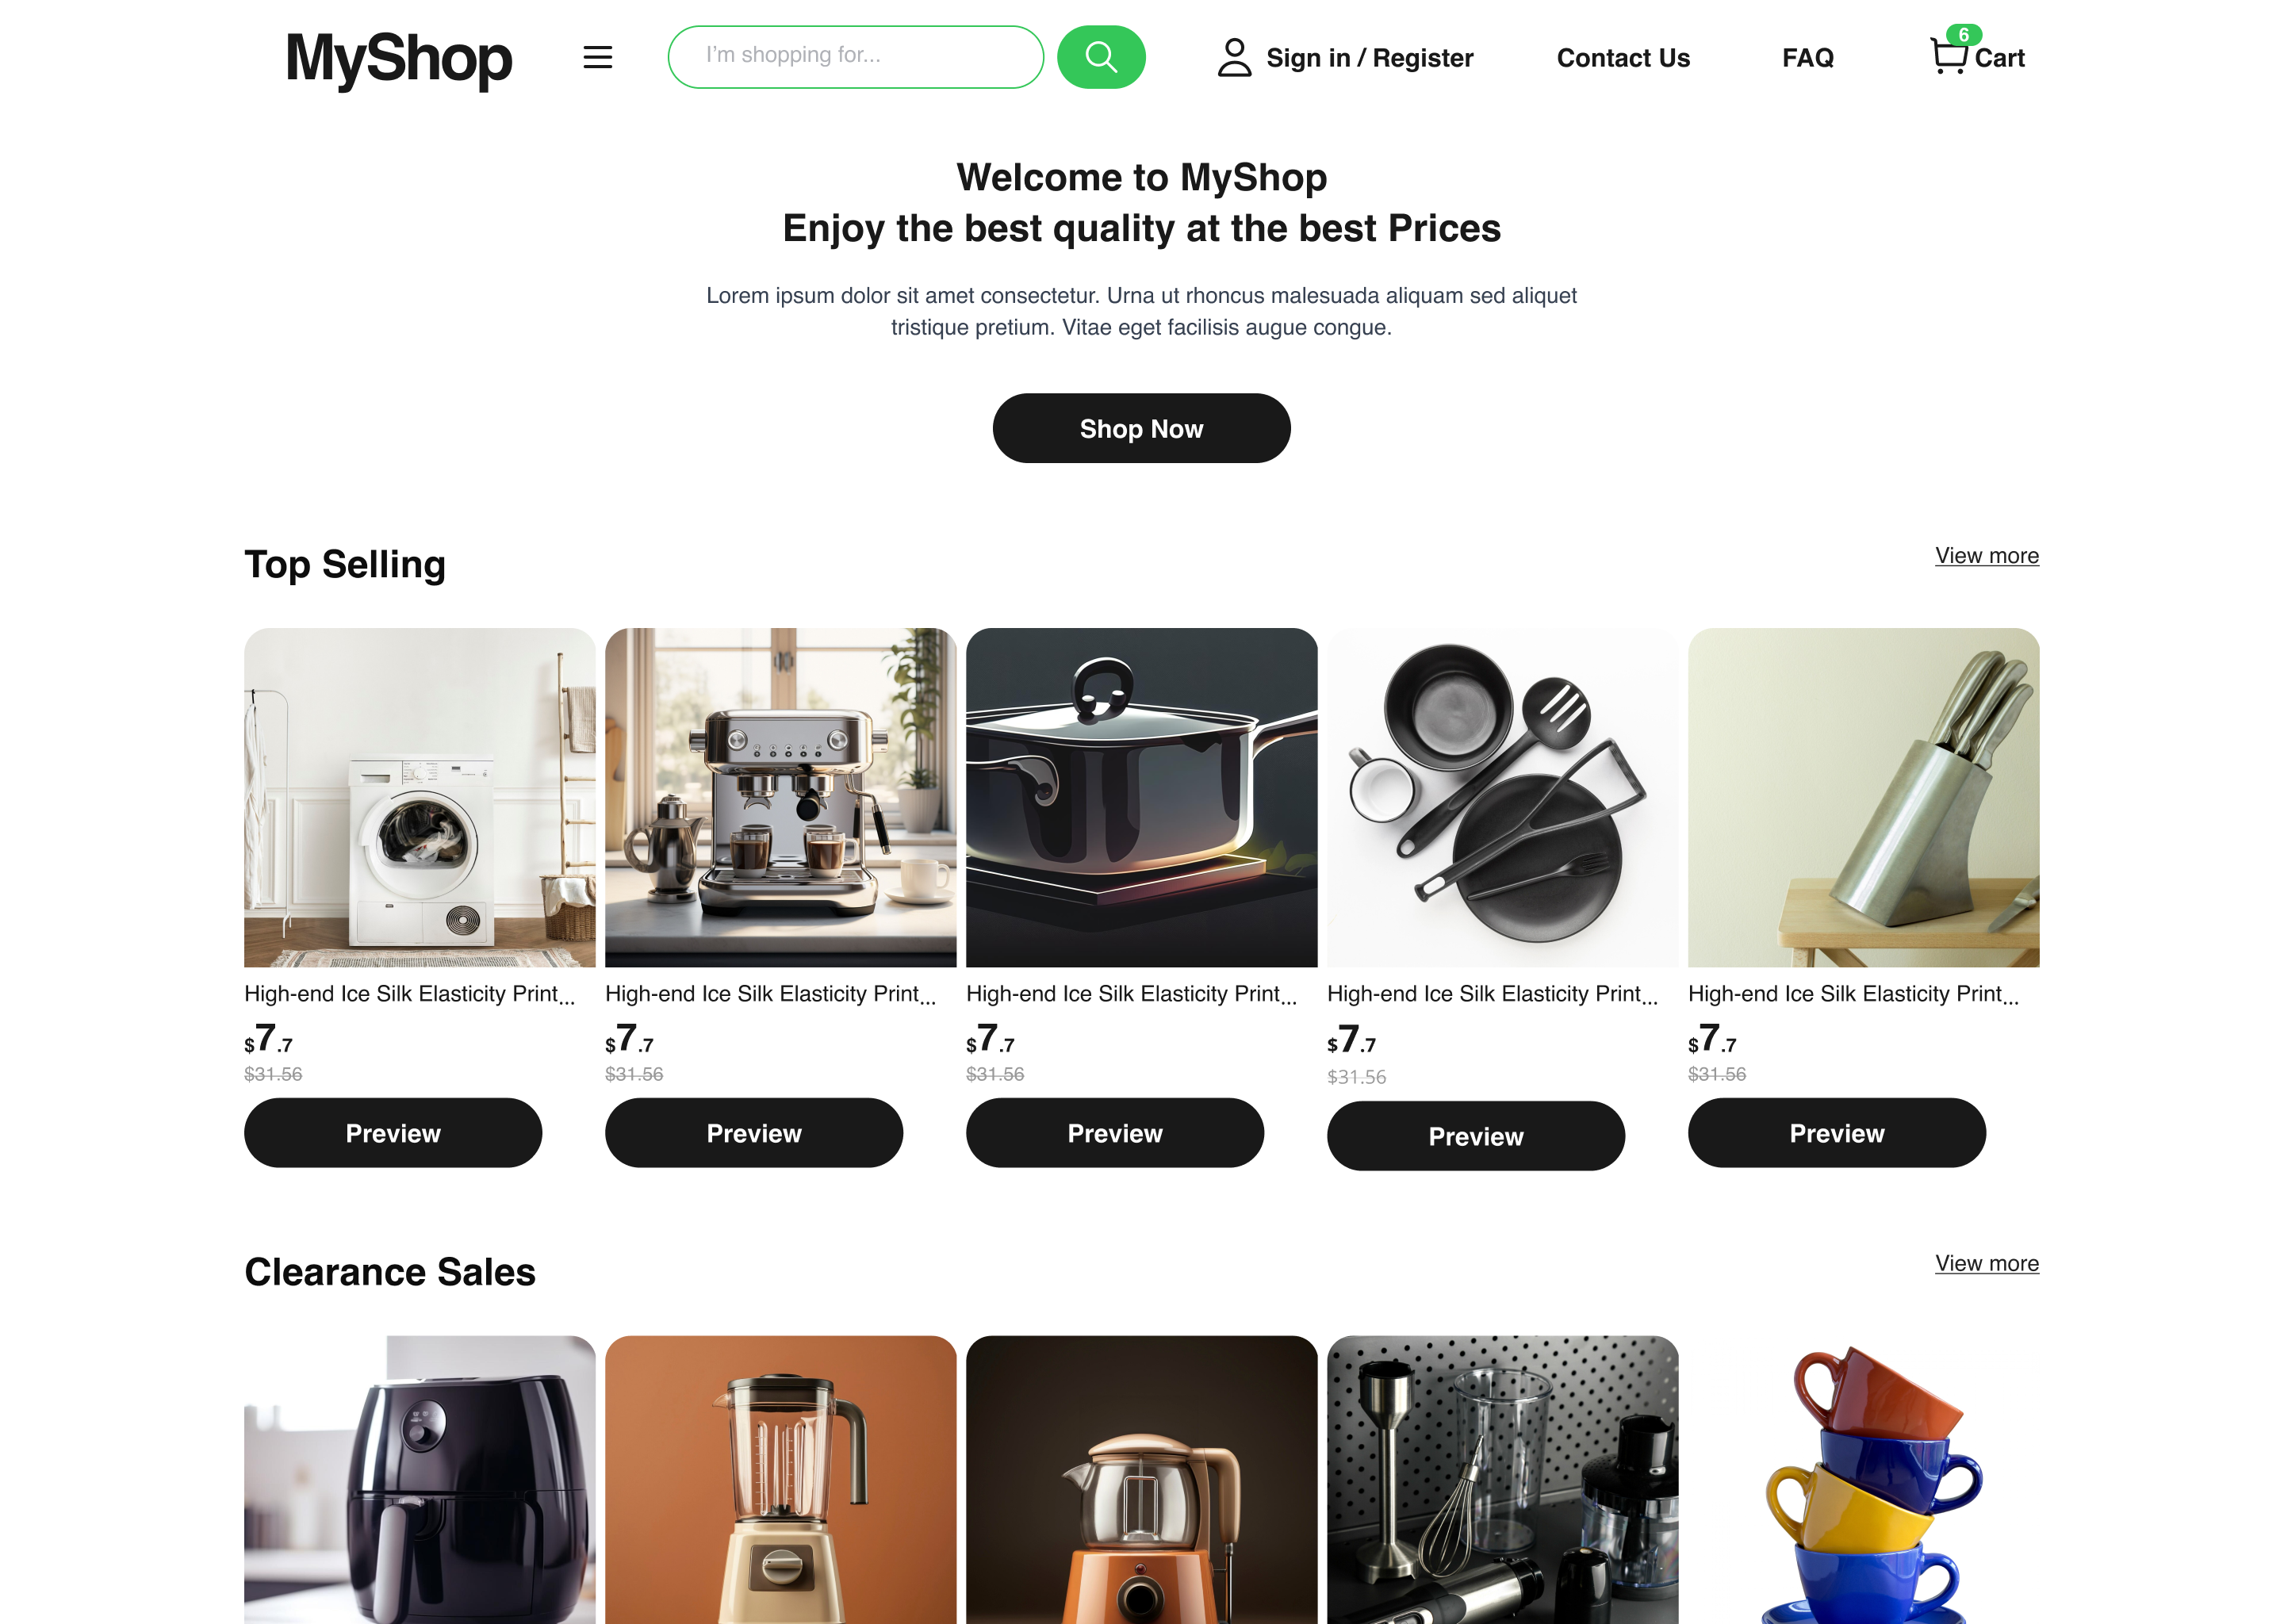 MyShop
I'm shopping for...
Sign in / Register
Contact Us
FAQ
6
Cart
Welcome to MyShop
Enjoy the best quality at the best Prices
Lorem ipsum dolor sit amet consectetur. Urna ut rhoncus malesuada aliquam sed aliquet
tristique pretium. Vitae eget facilisis augue congue.
Shop Now
Top Selling
View more
High-end Ice Silk Elasticity Print...
$7.7
$31.56
Preview
High-end Ice Silk Elasticity Print...
$7.7
$31.56
Preview
High-end Ice Silk Elasticity Print...
$7.7
$31.56
Preview
High-end Ice Silk Elasticity Print...
$7.7
$31.56
Preview
High-end Ice Silk Elasticity Print...
$7.7
$31.56
Preview
Clearance Sales
View more